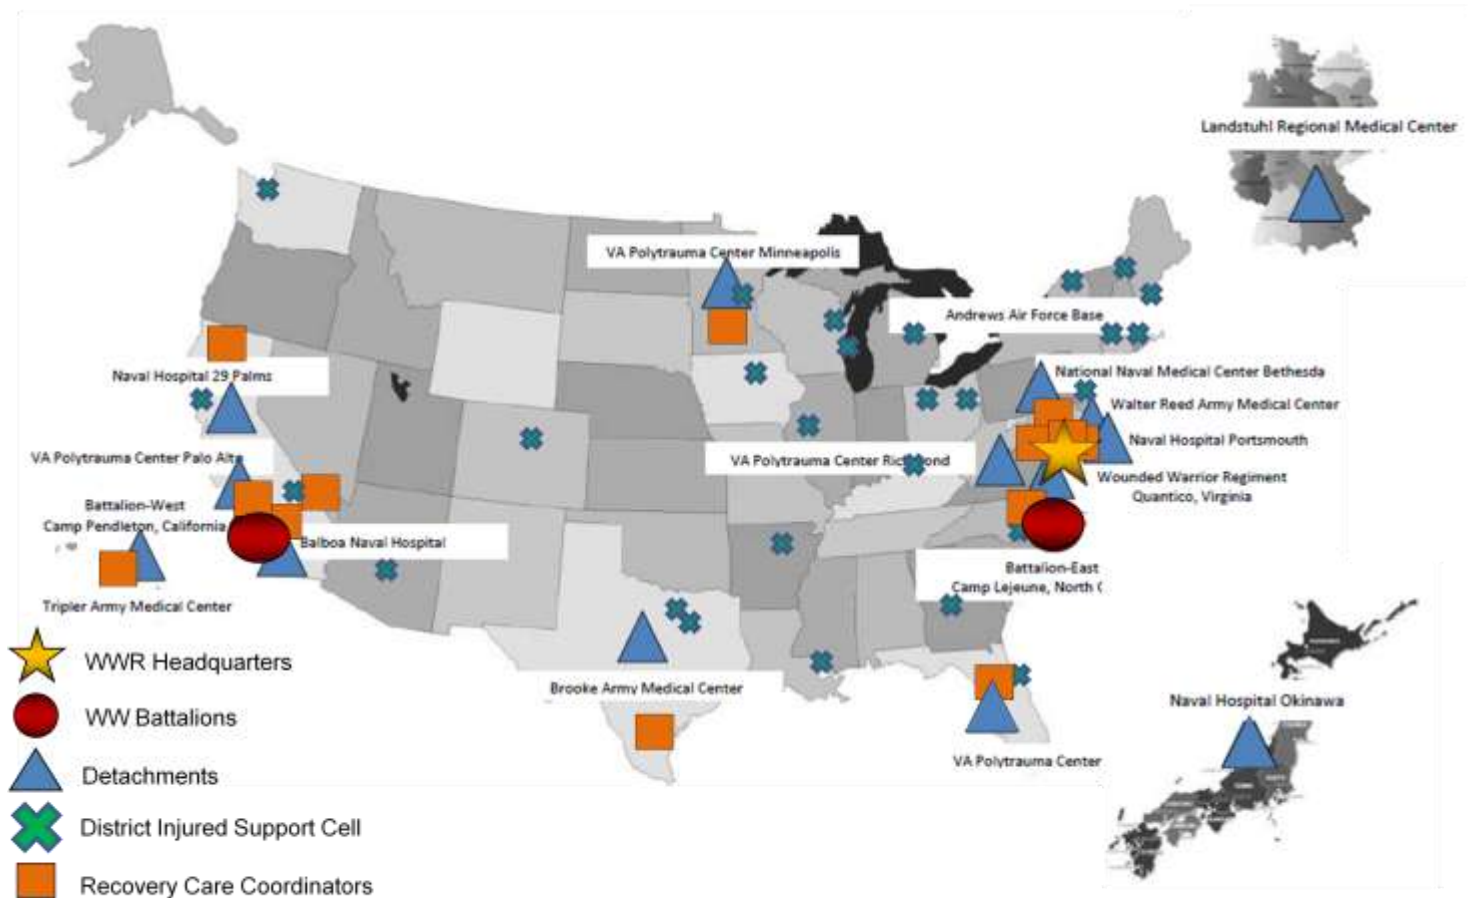 Landstuhl Regional Medical Center
VA Polytrauma Center Minneapolis
Andrews Air Force Base
Naval Hospital 29 Palms
National Naval Medical Center Bethesda
Walter Reed Army Medical Center
Naval Hospital Portsmouth
VA Polytrauma Center Palo Alto
VA Polytrauma Center Richmond
Wounded Warrior Regiment
Quantico, Virginia
Battalion-West
Camp Pendleton, California
Balboa Naval Hospital
Battalion-East
Camp Lejeune, North
Tripler Army Medical Center
WWR Headquarters
Brooke Army Medical Center
Naval Hospital Okinawa
WW Battalions
VA Polytrauma Center
Detachments
District Injured Support Cell
Recovery Care Coordinators